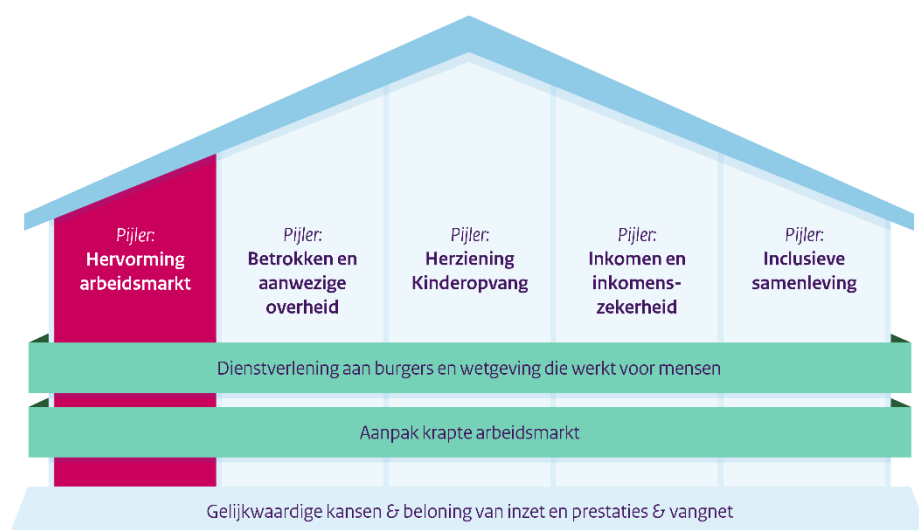 Pijler:
Hervorming
arbeidsmarkt
Pijler:
Betrokken en
aanwezige
overheid
Pijler:
Herziening
Kinderopvang
Pijler:
Inkomen en
inkomens-
zekerheid
Pijler:
Inclusieve
samenleving
Dienstverlening aan burgers en wetgeving die werkt voor mensen
Aanpak krapte arbeidsmarkt
Gelijkwaardige kansen & beloning van inzet en prestaties & vangnet